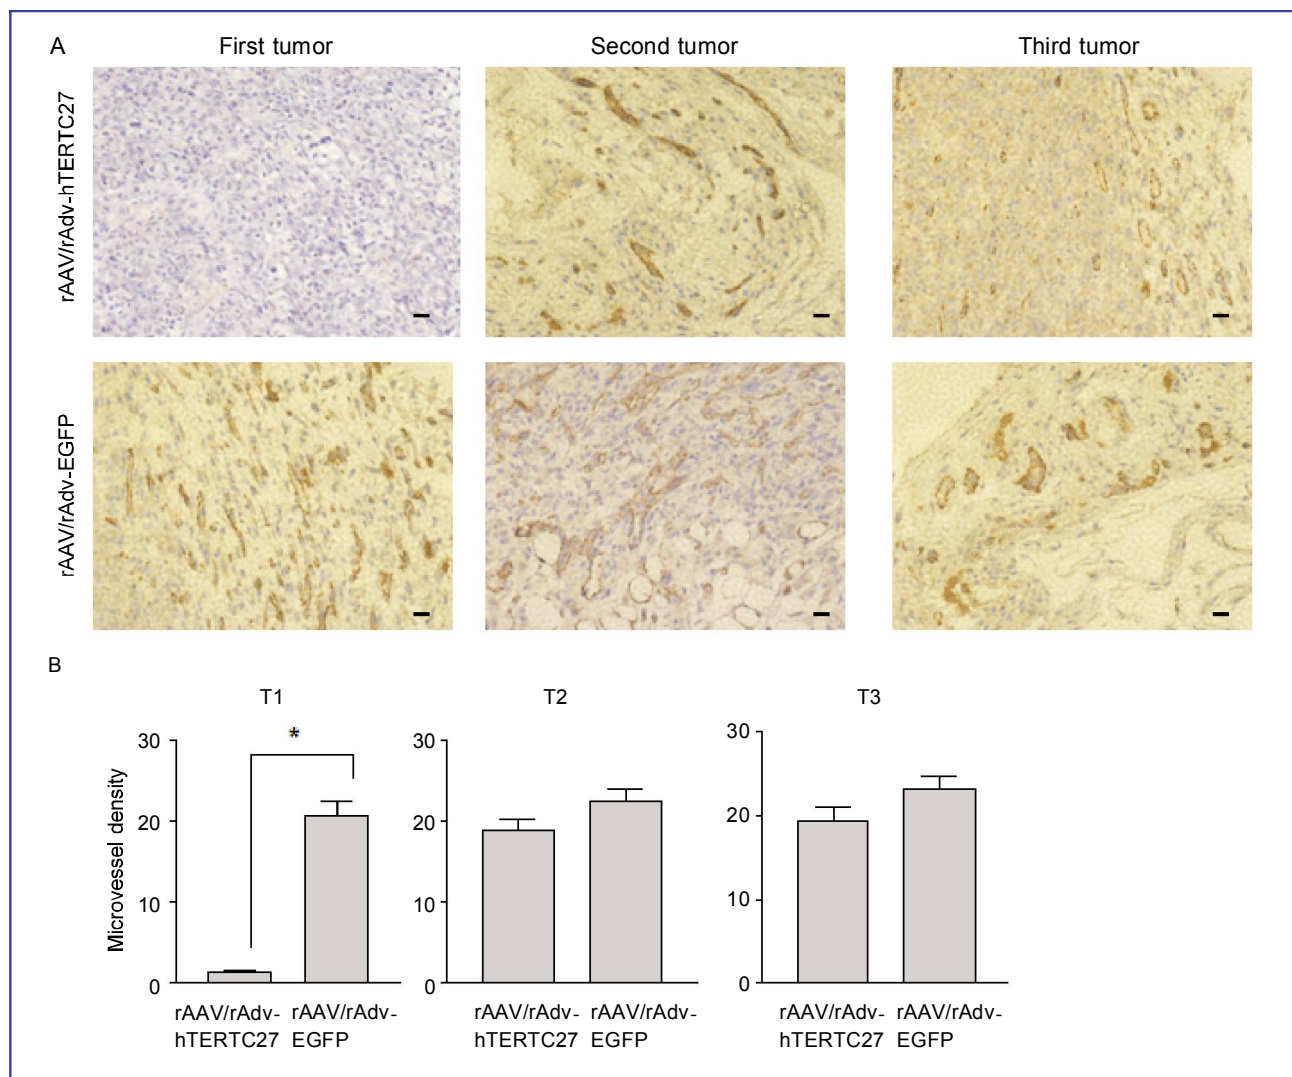 A
First tumor
Second tumor
Third tumor
rAAV/rAdv-hTERTC27
rAAV/rAdv-EGFP
B
T1
T2
T3
*
Microvessel density
30
20
10
0
30
20
10
0
30
20
10
0
rAAV/rAdv-
hTERTC27
rAAV/rAdv-
EGFP
rAAV/rAdv-
hTERTC27
rAAV/rAdv-
EGFP
rAAV/rAdv-
hTERTC27
rAAV/rAdv-
EGFP